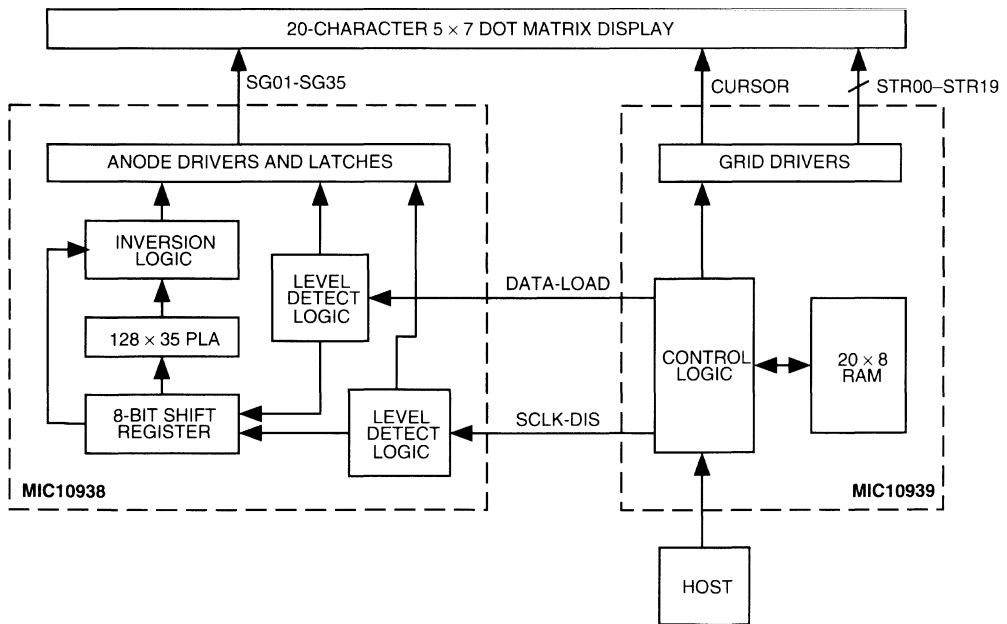 20-CHARACTER 5 × 7 DOT MATRIX DISPLAY
SG01-SG35
CURSOR
STR00–STR19
ANODE DRIVERS AND LATCHES
GRID DRIVERS
INVERSION
LOGIC
LEVEL
DETECT
LOGIC
DATA-LOAD
128 × 35 PLA
CONTROL
LOGIC
20 × 8
RAM
8-BIT SHIFT
REGISTER
LEVEL
DETECT
LOGIC
SCLK-DIS
MIC10938
MIC10939
HOST